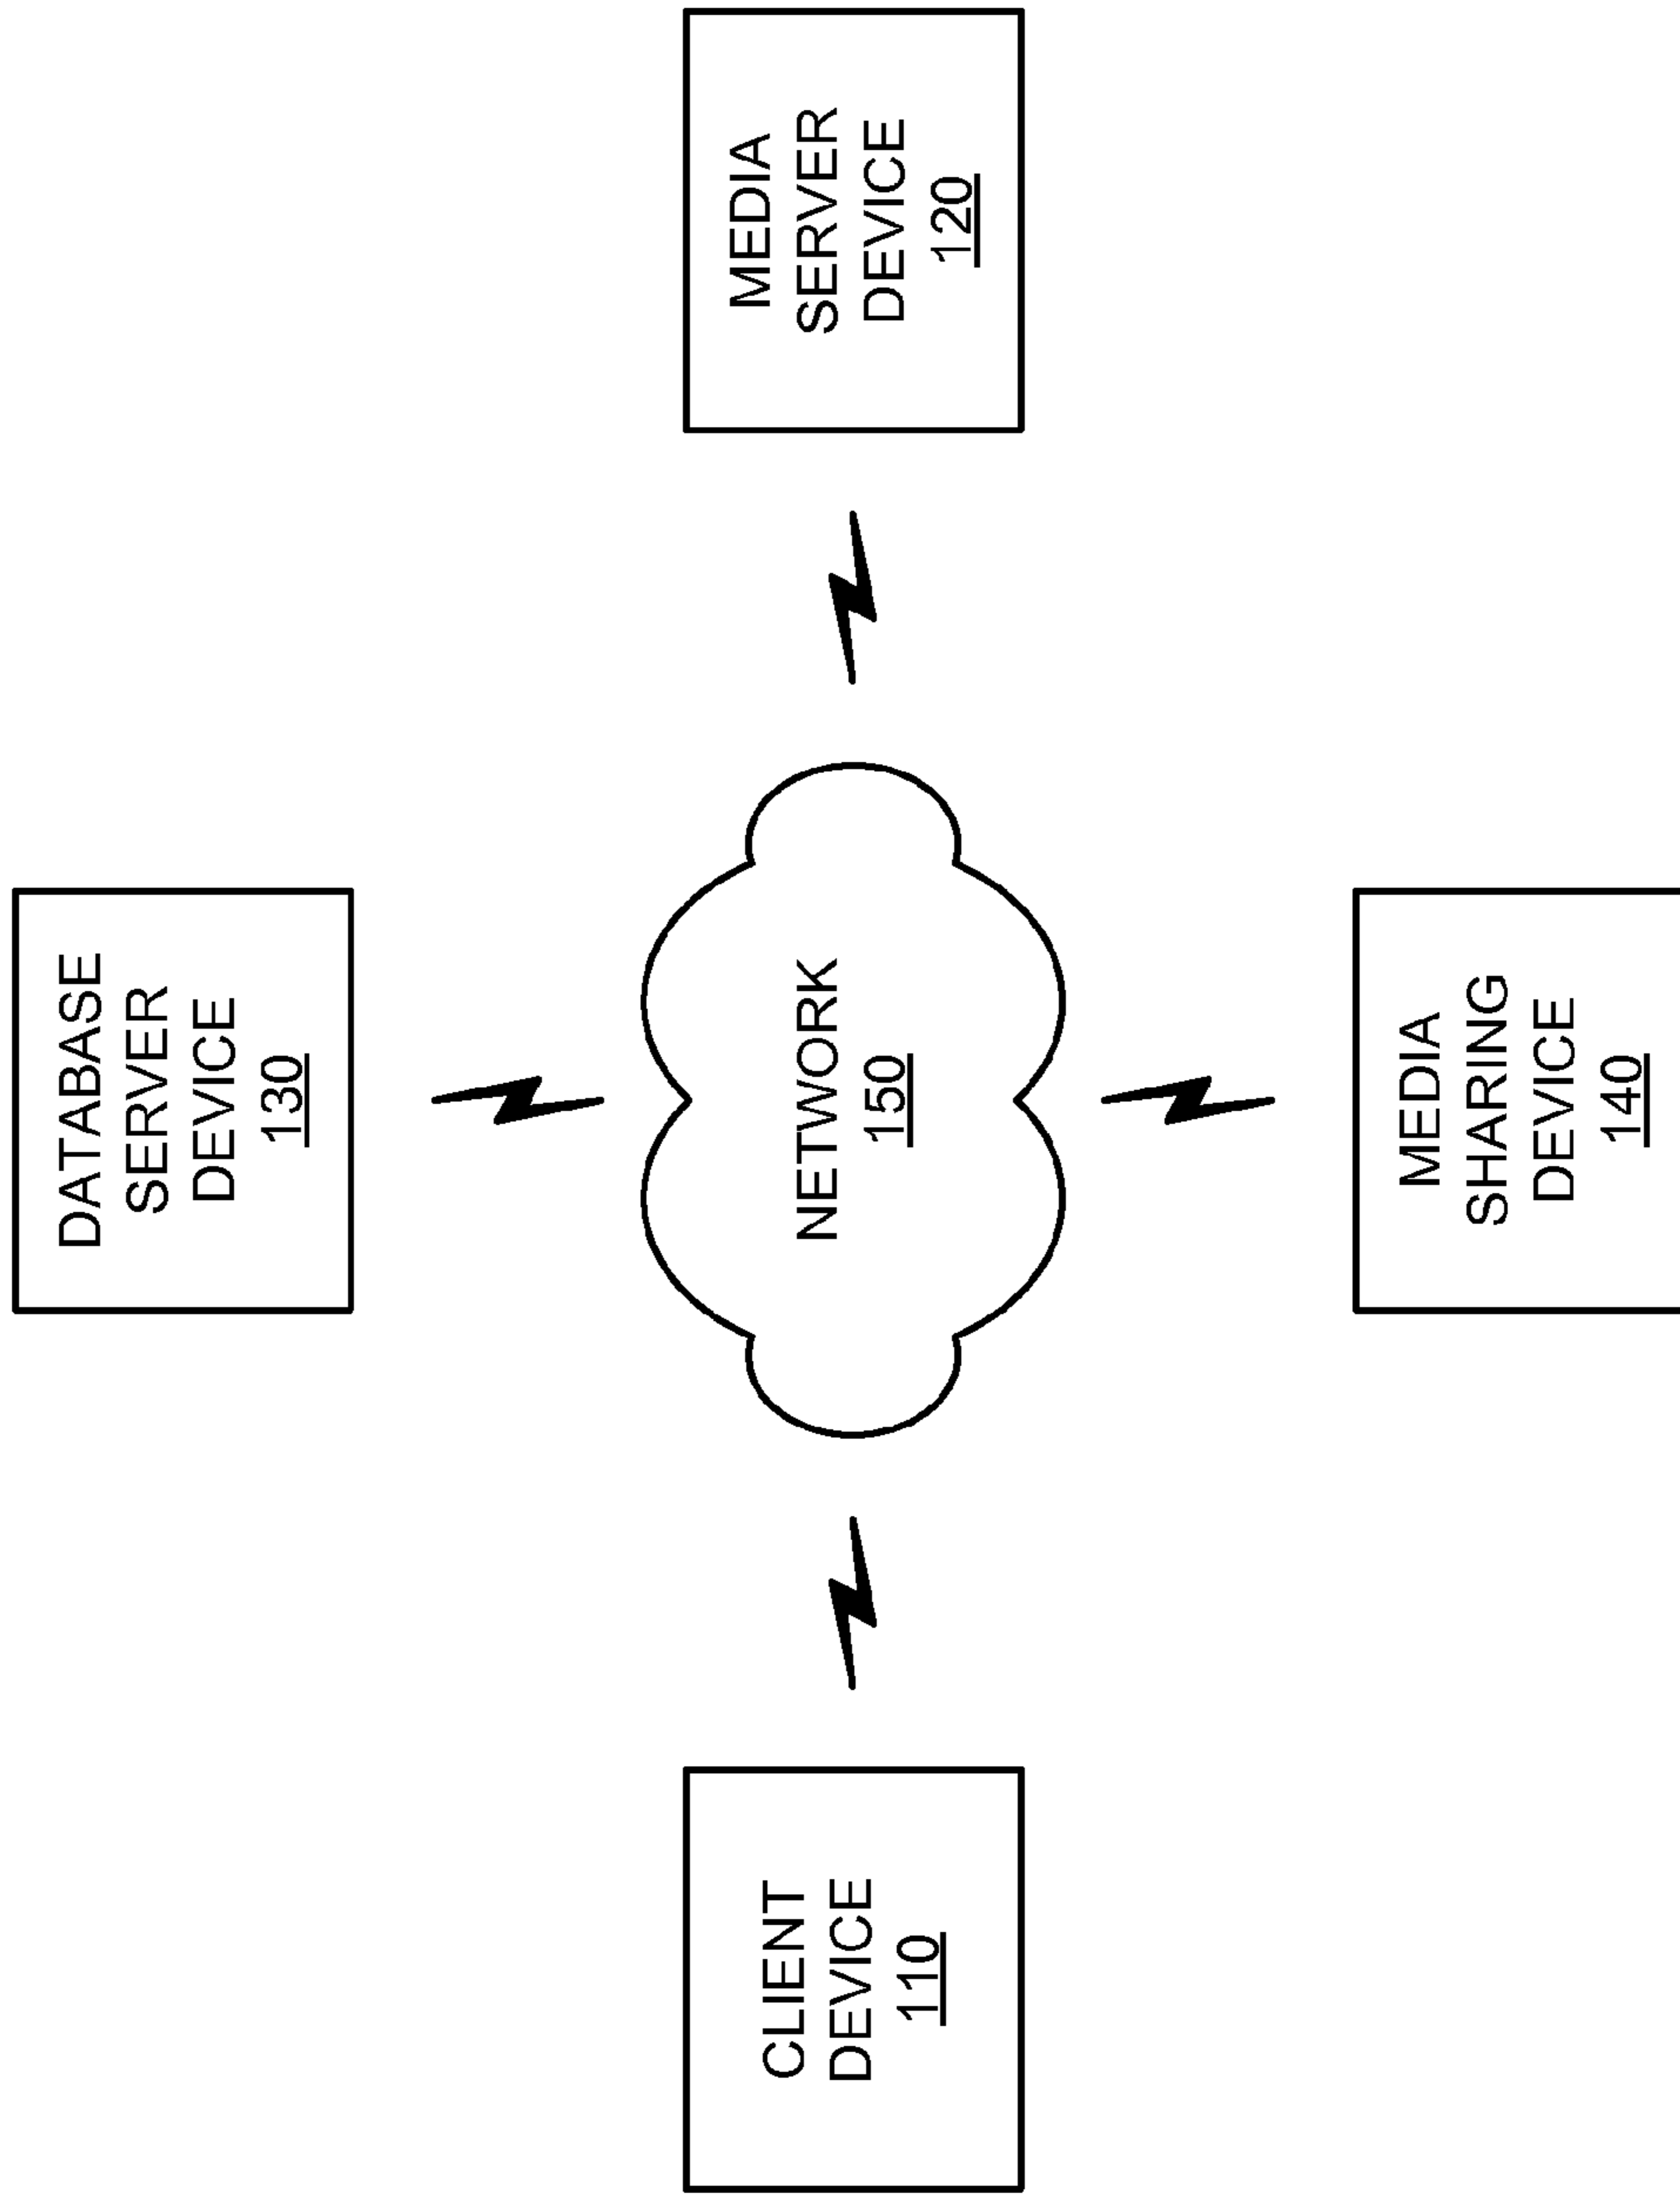 DATABASE
SERVER
DEVICE
130
CLIENT
DEVICE
110
NETWORK
150
MEDIA
SERVER
DEVICE
120
MEDIA
SHARING
DEVICE
140